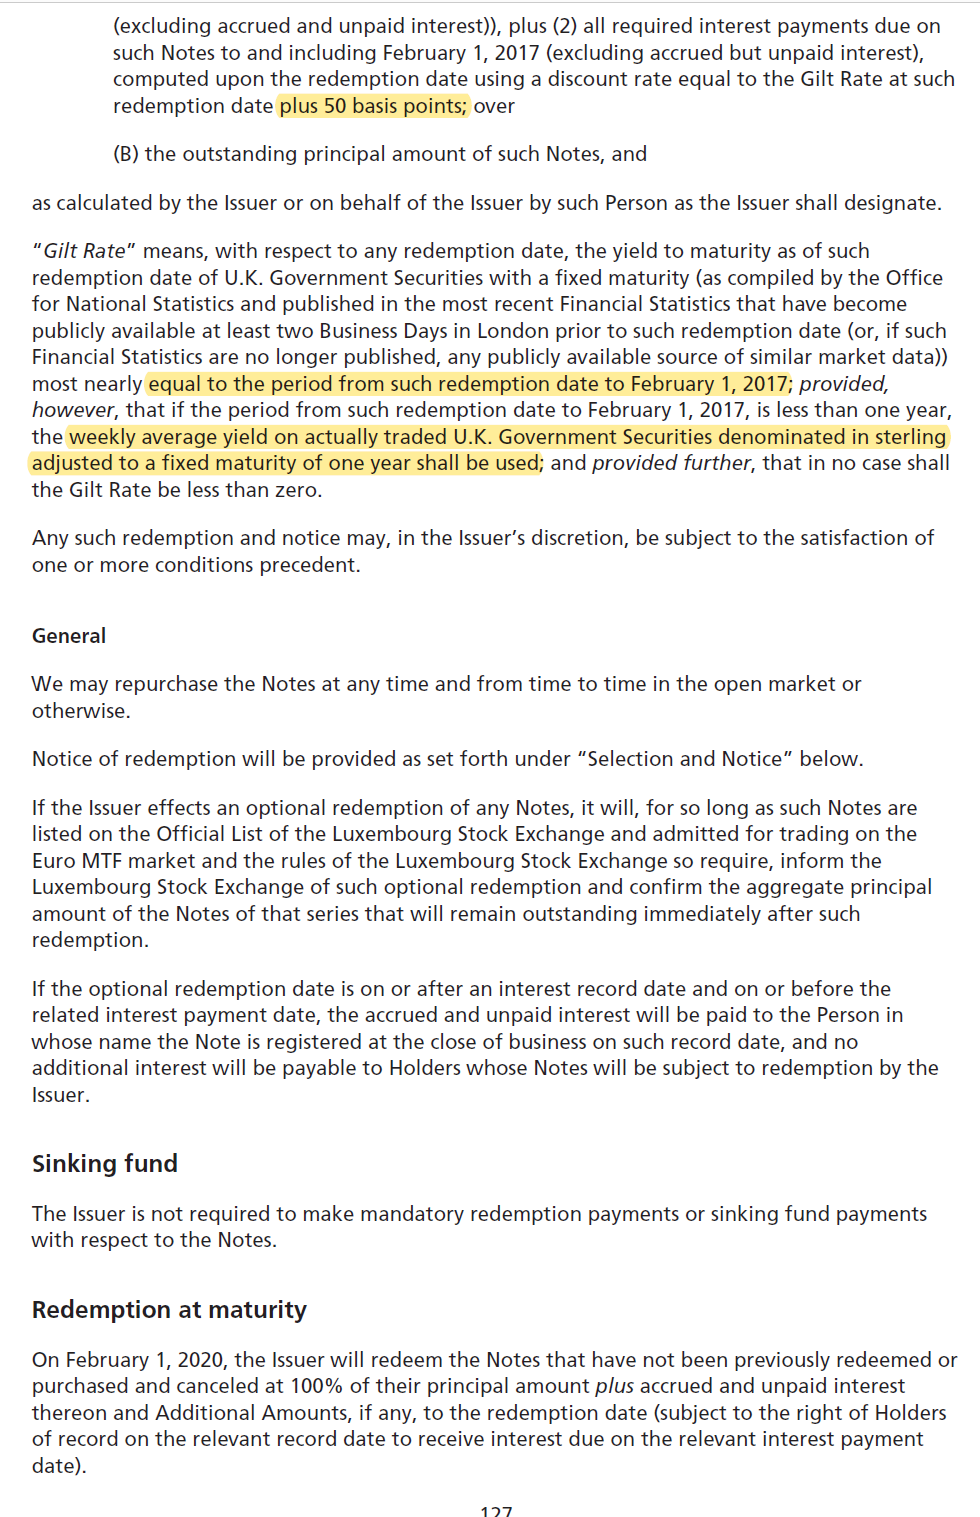 (excluding accrued and unpaid interest)), plus (2) all required interest payments due on
such Notes to and including February 1, 2017 (excluding accrued but unpaid interest),
computed upon the redemption date using a discount rate equal to the Gilt Rate at such
redemption date plus 50 basis points; over
(B) the outstanding principal amount of such Notes, and
as calculated by the Issuer or on behalf of the Issuer by such Person as the Issuer shall designate.
“Gilt Rate” means, with respect to any redemption date, the yield to maturity as of such
redemption date of U.K. Government Securities with a fixed maturity (as compiled by the Office
for National Statistics and published in the most recent Financial Statistics that have become
publicly available at least two Business Days in London prior to such redemption date (or, if such
Financial Statistics are no longer published, any publicly available source of similar market data))
most nearly equal to the period from such redemption date to February 1, 2017; provided,
however, that if the period from such redemption date to February 1, 2017, is less than one year,
the weekly average yield on actually traded U.K. Government Securities denominated in sterling
adjusted to a fixed maturity of one year shall be used; and provided further, that in no case shall
the Gilt Rate be less than zero.
Any such redemption and notice may, in the Issuer’s discretion, be subject to the satisfaction of
one or more conditions precedent.
General
We may repurchase the Notes at any time and from time to time in the open market or
otherwise.
Notice of redemption will be provided as set forth under “Selection and Notice” below.
If the Issuer effects an optional redemption of any Notes, it will, for so long as such Notes are
listed on the Official List of the Luxembourg Stock Exchange and admitted for trading on the
Euro MTF market and the rules of the Luxembourg Stock Exchange so require, inform the
Luxembourg Stock Exchange of such optional redemption and confirm the aggregate principal
amount of the Notes of that series that will remain outstanding immediately after such
redemption.
If the optional redemption date is on or after an interest record date and on or before the
related interest payment date, the accrued and unpaid interest will be paid to the Person in
whose name the Note is registered at the close of business on such record date, and no
additional interest will be payable to Holders whose Notes will be subject to redemption by the
Issuer.
Sinking fund
The Issuer is not required to make mandatory redemption payments or sinking fund payments
with respect to the Notes.
Redemption at maturity
On February 1, 2020, the Issuer will redeem the Notes that have not been previously redeemed or
purchased and canceled at 100% of their principal amount plus accrued and unpaid interest
thereon and Additional Amounts, if any, to the redemption date (subject to the right of Holders
of record on the relevant record date to receive interest due on the relevant interest payment
date).
127